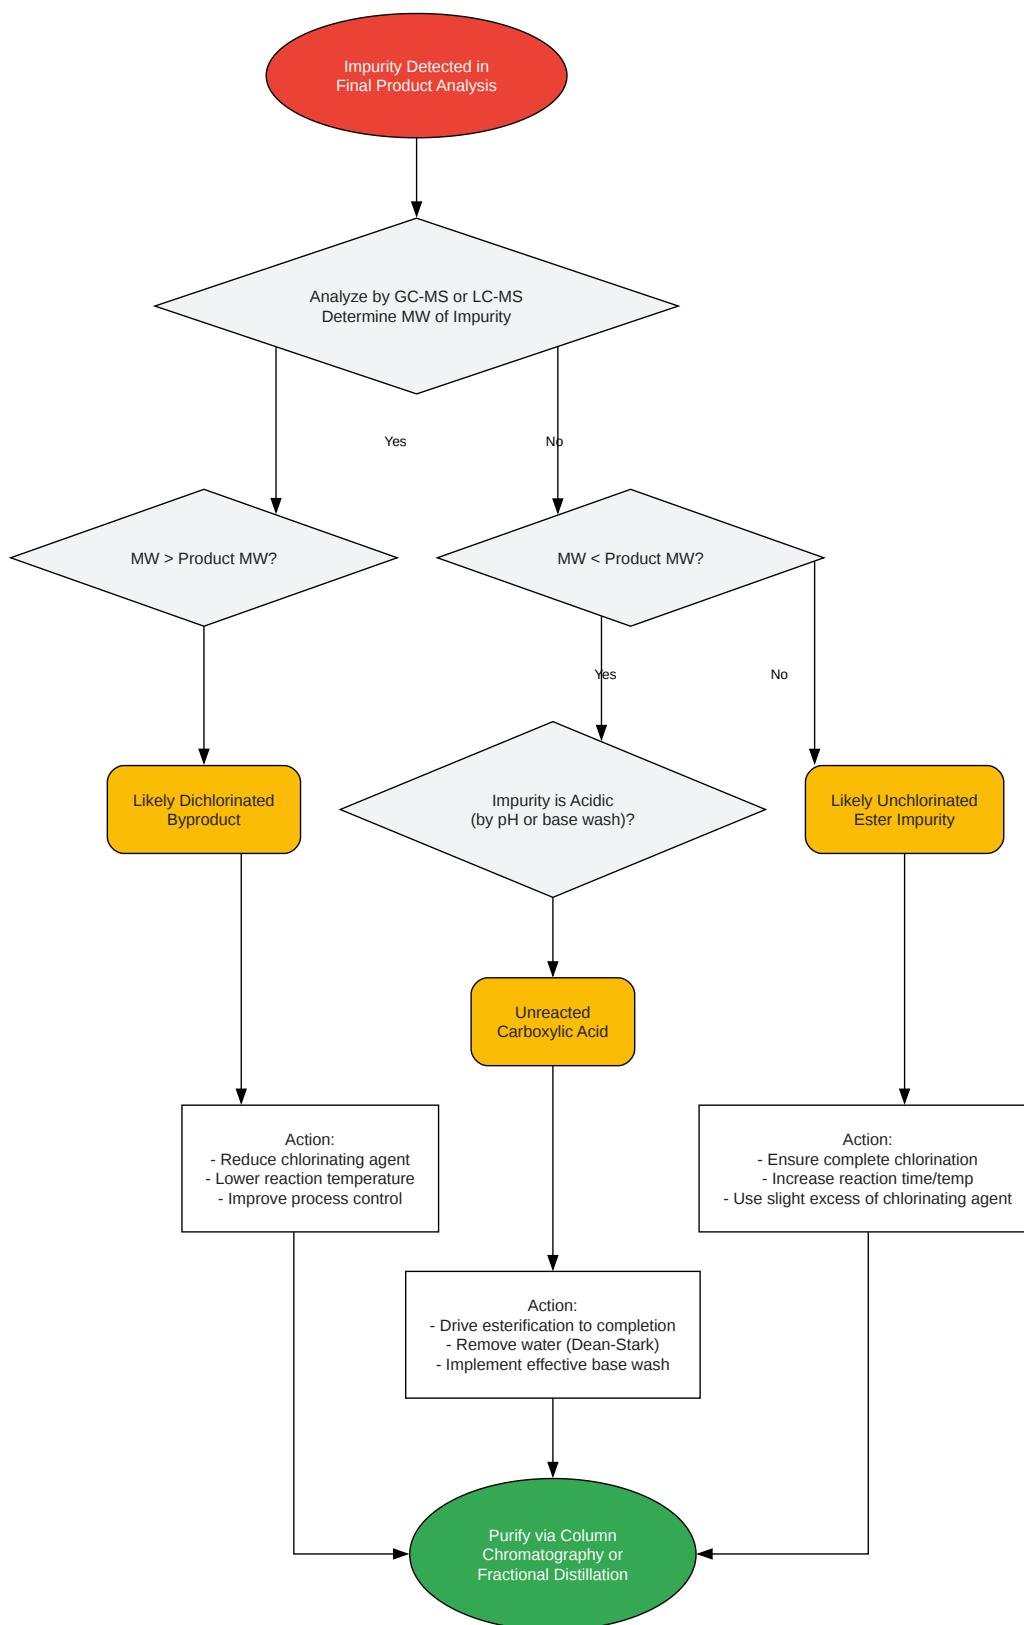 Impurity Detected in
Final Product Analysis
Analyze by GC-MS or LC-MS
Determine MW of Impurity
Yes
No
MW > Product MW?
MW < Product MW?
Yes
No
Likely Dichlorinated
Byproduct
Impurity is Acidic
(by pH or base wash)?
Likely Unchlorinated
Ester Impurity
Unreacted
Carboxylic Acid
Action:
- Reduce chlorinating agent
- Lower reaction temperature
- Improve process control
Action:
- Ensure complete chlorination
- Increase reaction time/temp
- Use slight excess of chlorinating agent
Action:
- Drive esterification to completion
- Remove water (Dean-Stark)
- Implement effective base wash
Purify via Column
Chromatography or
Fractional Distillation